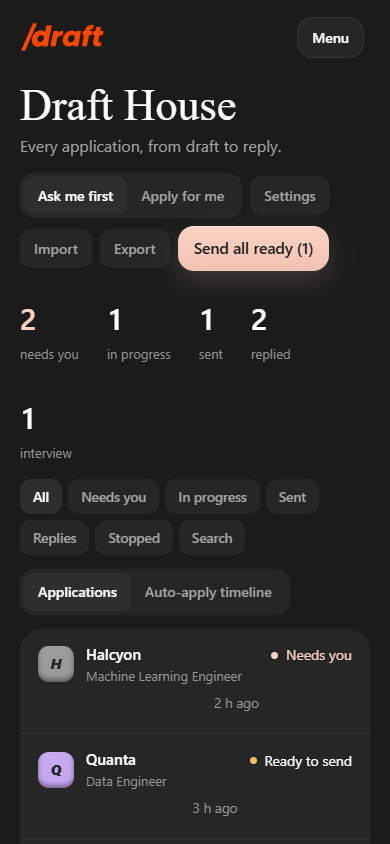 /draft
Menu
Draft House
Every application, from draft to reply.
Ask me first Apply for me Settings
Import Export Send all ready (1)
2 1 1 2
needs you in progress sent replied
1
interview
All Needs you In progress Sent
Replies Stopped Search
Applications Auto-apply timeline
H Halcyon Needs you
Machine Learning Engineer
2 h ago
Q Quanta Ready to send
Data Engineer
3 h ago